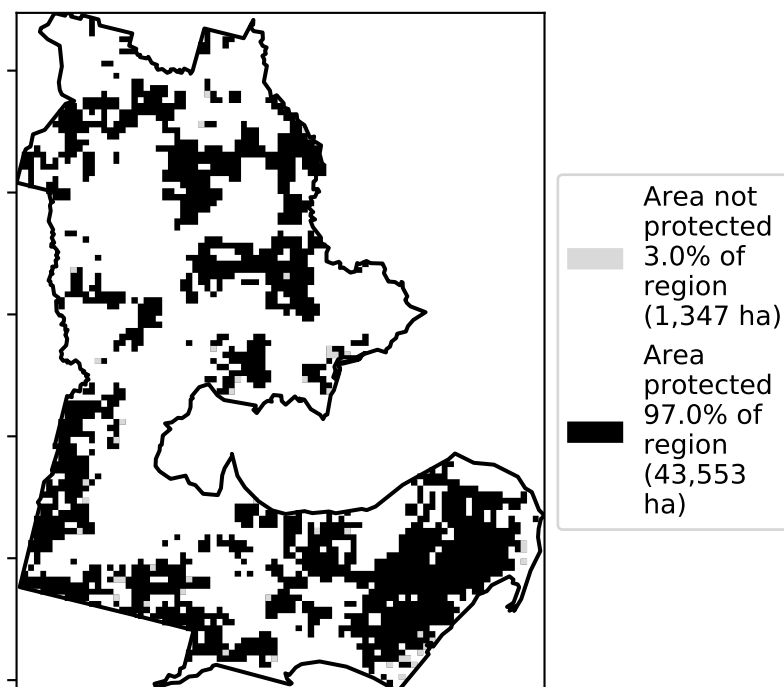 Area not
protected
3.0% of
region
(1,347 ha)
Area
protected
97.0% of
region
(43,553
ha)